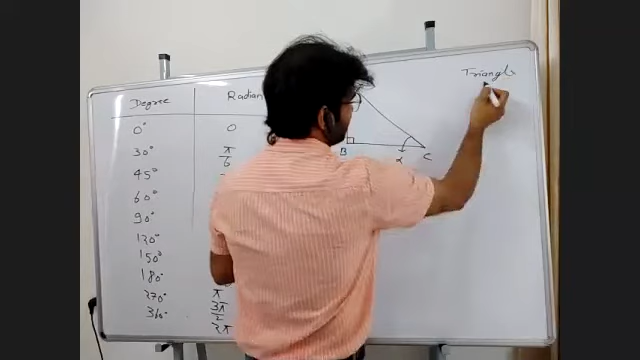 Degree Radian
0° 0
30° π/6
45°
60°
90°
120°
150°
180° π
270° 3π/2
360° 2π
B α C
Triangle